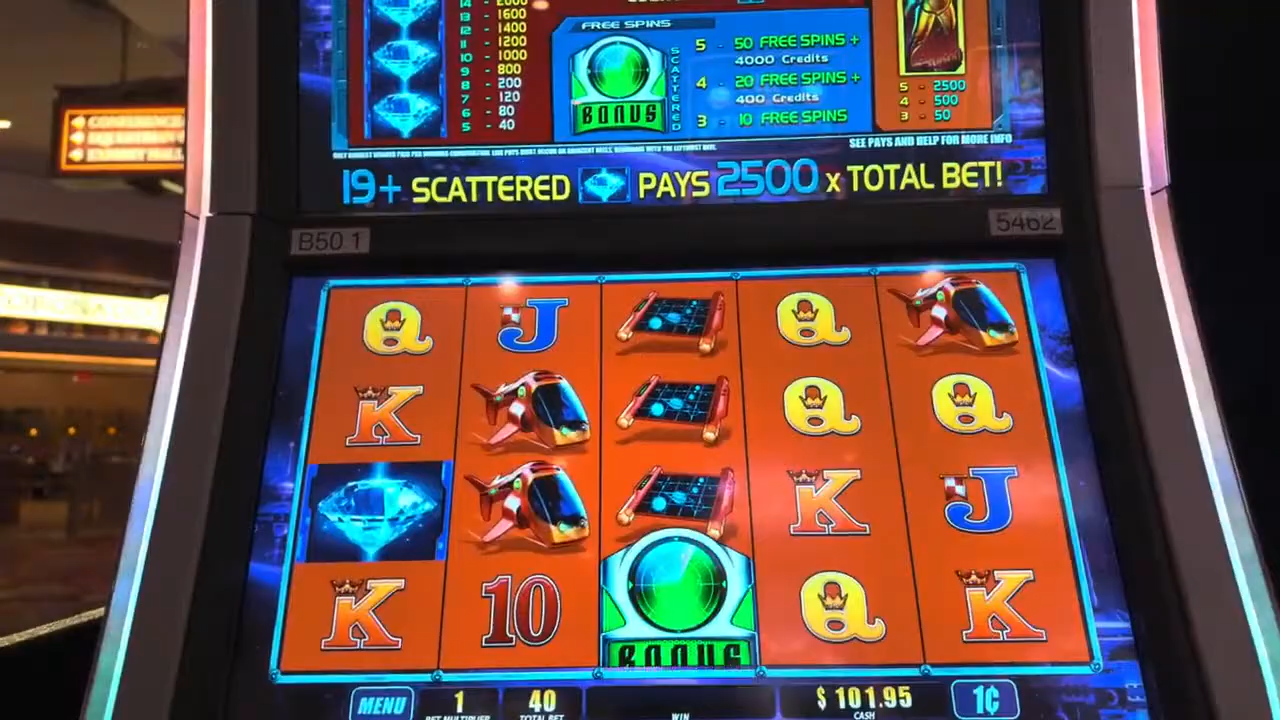 14 - 2000
13 - 1600
12 - 1400
11 - 1200
10 - 1000
9 - 800
8 - 200
7 - 120
6 - 80
5 - 40
FREE SPINS
BONUS
SCATTERED
5 - 50 FREE SPINS +
4000 Credits
4 - 20 FREE SPINS +
400 Credits
3 - 10 FREE SPINS
5 - 2500
4 - 500
3 - 50
SEE PAYS AND HELP FOR MORE INFO
19+ SCATTERED PAYS 2500 x TOTAL BET!
B50 1
5462
Q J Q
K Q Q
K J
K 10 BONUS Q K
MENU
1
BET MULTIPLIER
40
TOTAL BET
WIN
$ 101.95
CASH
1¢